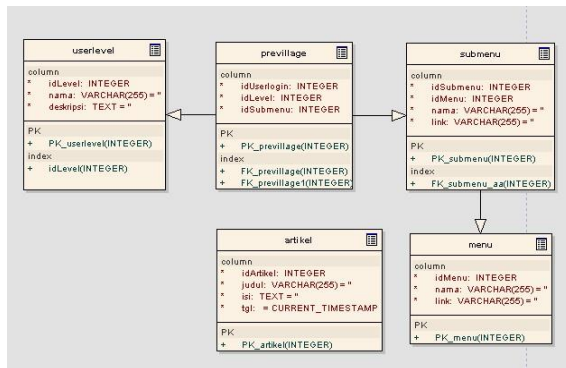 userlevel
column
* idLevel: INTEGER
* nama: VARCHAR(255) = "
* deskripsi: TEXT = "
PK
+ PK_userlevel(INTEGER)
index
+ idLevel(INTEGER)
previllage
column
* idUserlogin: INTEGER
* idLevel: INTEGER
* idSubmenu: INTEGER
PK
+ PK_previllage(INTEGER)
index
+ FK_previllage(INTEGER)
+ FK_previllage1(INTEGER)
submenu
column
* idSubmenu: INTEGER
* idMenu: INTEGER
* nama: VARCHAR(255) = "
* link: VARCHAR(255) = "
PK
+ PK_submenu(INTEGER)
index
+ FK_submenu_aa(INTEGER)
artikel
column
* idArtikel: INTEGER
* judul: VARCHAR(255) = "
* isi: TEXT = "
* tgl: = CURRENT_TIMESTAMP
PK
+ PK_artikel(INTEGER)
menu
column
* idMenu: INTEGER
* nama: VARCHAR(255) = "
* link: VARCHAR(255) = "
PK
+ PK_menu(INTEGER)